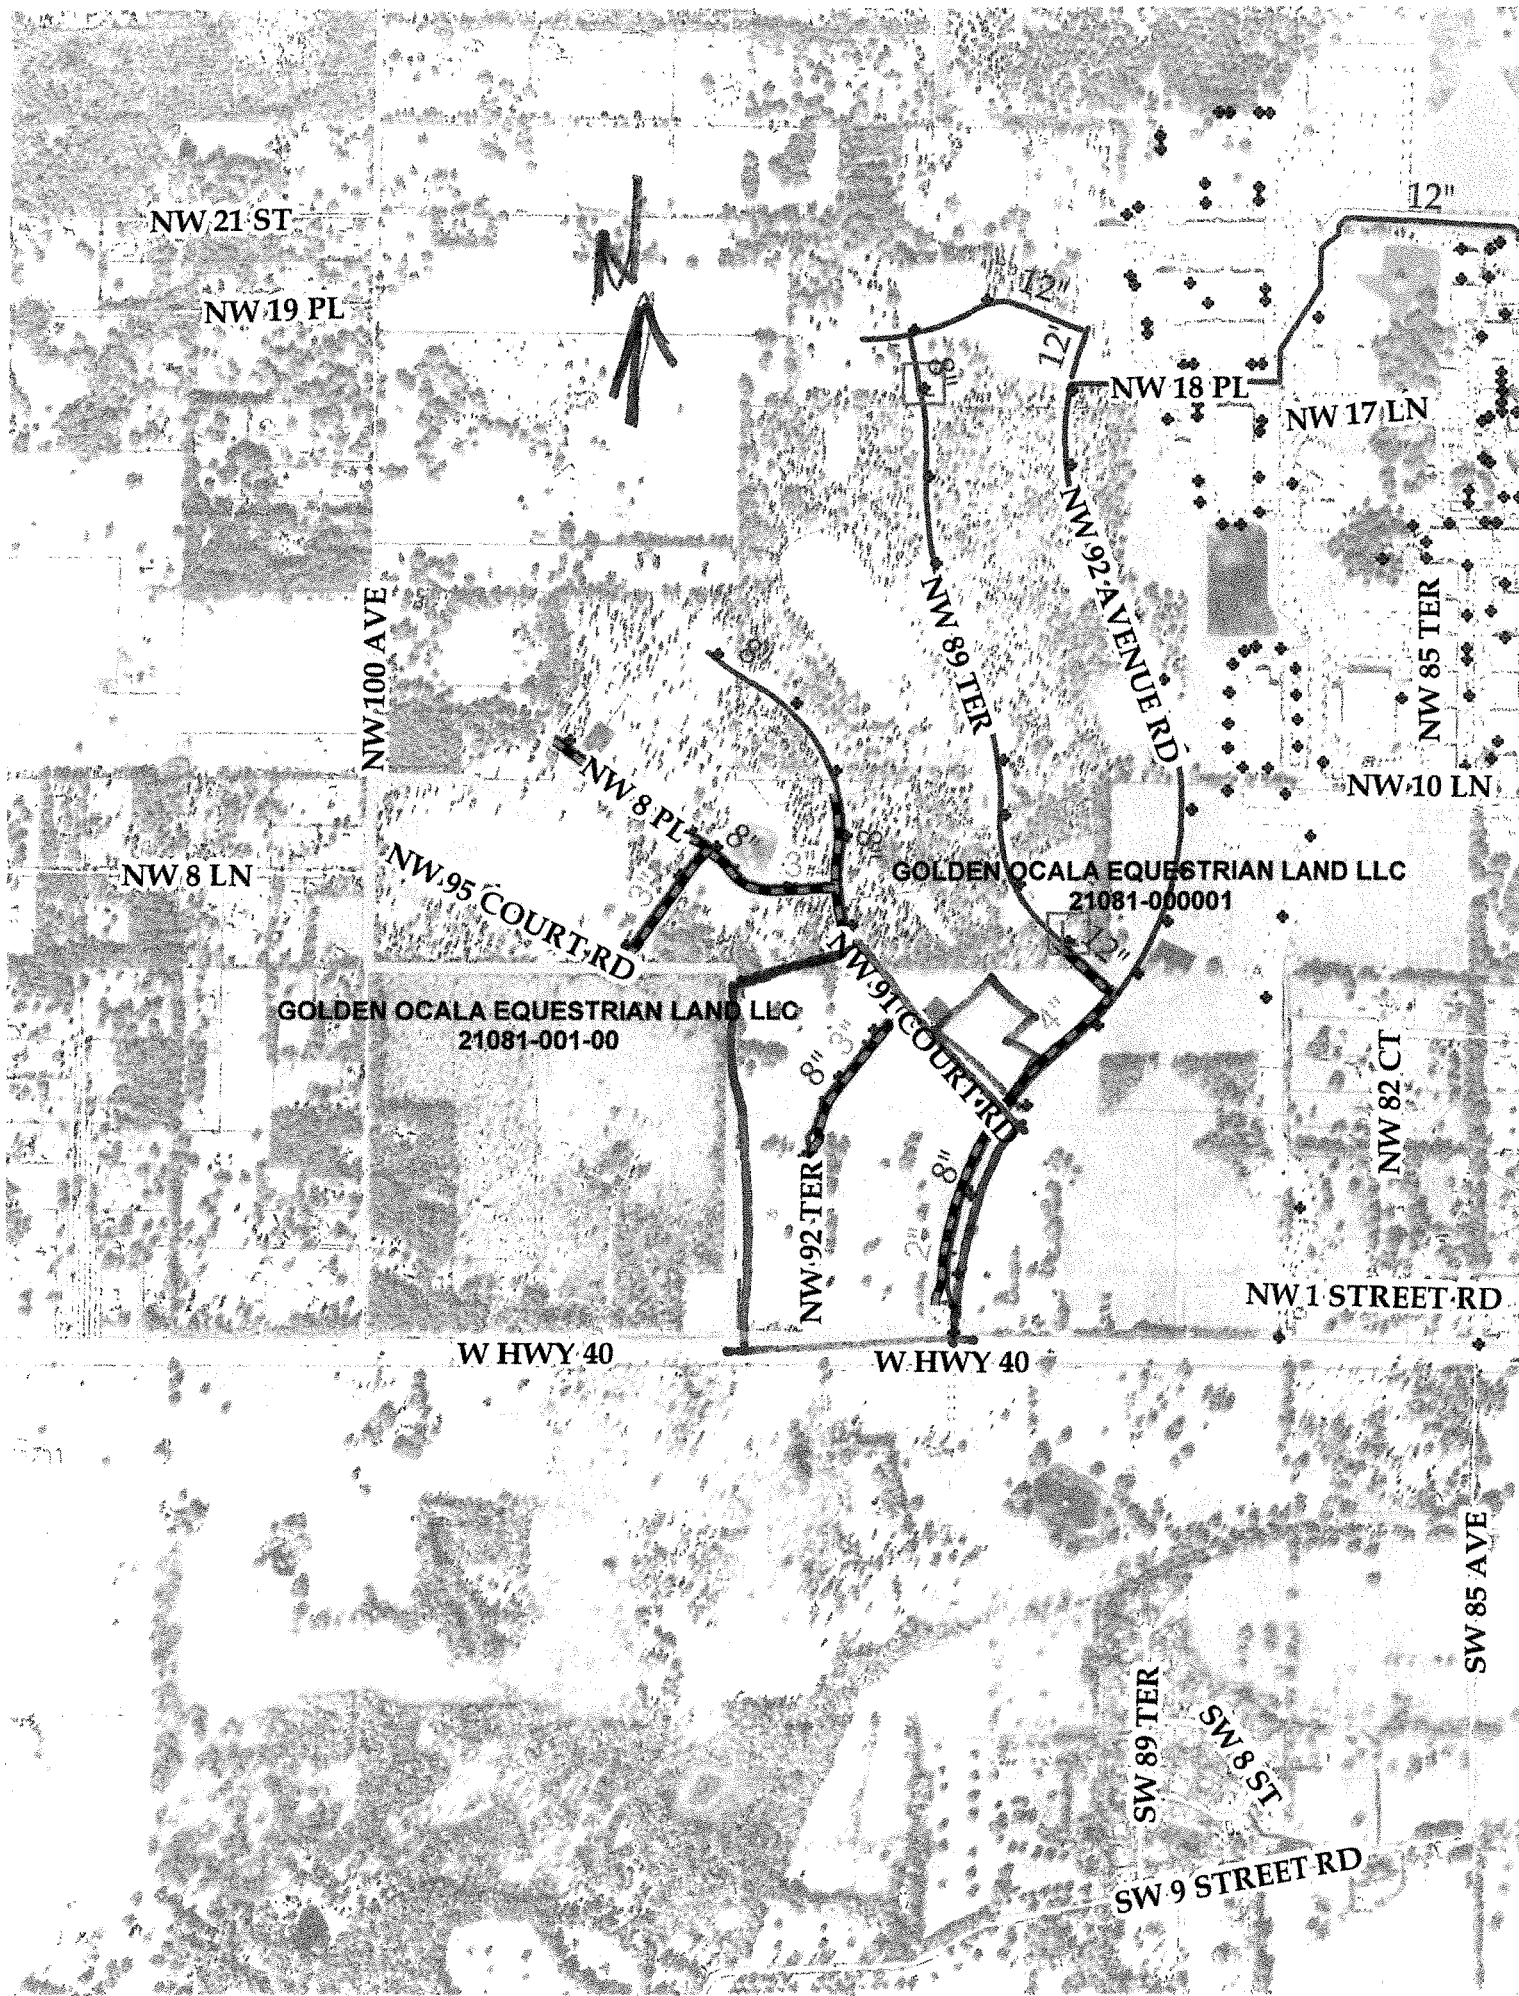 12"
NW 21 ST
N
12"
NW 19 PL
12"
8"
NW 18 PL
NW 17 LN
NW 92 AVENUE RD
NW 89 TER
NW 85 TER
NW 100 AVE
8"
NW 8 PL
NW 10 LN
8"
8"
3"
NW 8 LN
NW 95 COURT RD
3"
GOLDEN OCALA EQUESTRIAN LAND LLC
21081-000001
12"
NW 91 COURT RD
GOLDEN OCALA EQUESTRIAN LAND LLC
21081-001-00
4"
3"
8"
NW 82 CT
8"
NW 92 TER
2"
NW 1 STREET RD
W HWY 40
W HWY 40
SW 85 AVE
SW 89 TER
SW 8 ST
SW 9 STREET RD